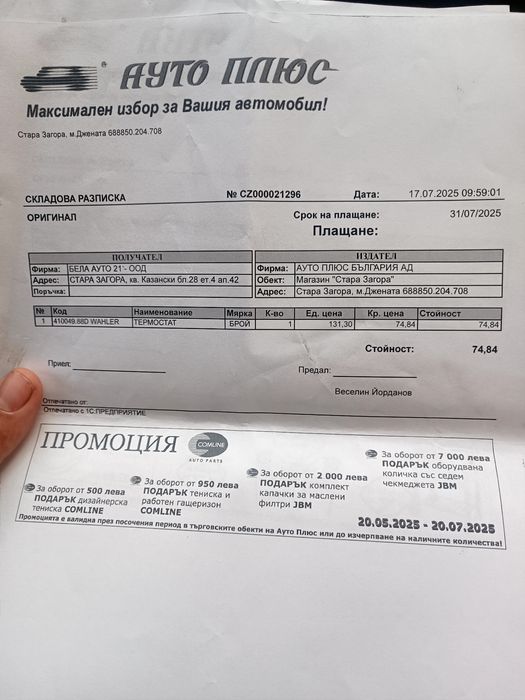 АУТО ПЛЮС
Максимален избор за Вашия автомобил!
Стара Загора, м.Джената 688850.204.708
СКЛАДОВА РАЗПИСКА № CZ000021296 Дата: 17.07.2025 09:59:01
ОРИГИНАЛ Срок на плащане: 31/07/2025
Плащане:
ПОЛУЧАТЕЛ ИЗДАТЕЛ
Фирма: БЕЛА АУТО 21'- ООД Фирма: АУТО ПЛЮС БЪЛГАРИЯ АД
Адрес: СТАРА ЗАГОРА, кв. Казански бл.28 ет.4 ап.42 Обект: Магазин "Стара Загора"
Поръчка: Адрес: Стара Загора, м.Джената 688850.204.708
№ Код Наименование Мярка К-во Ед. цена Кр. цена Стойност
1 410049.88D WAHLER ТЕРМОСТАТ БРОЙ 1 131,30 74,84 74,84
Стойност: 74,84
Приел: Предал:
Веселин Йорданов
Отпечатано от:
Отпечатано с 1С:ПРЕДПРИЯТИЕ
ПРОМОЦИЯ COMLINE
AUTO PARTS
За оборот от 500 лева
ПОДАРЪК дизайнерска
тениска COMLINE
За оборот от 950 лева
ПОДАРЪК тениска и
работен гащеризон
COMLINE
За оборот от 2 000 лева
ПОДАРЪК комплект
капачки за маслени
филтри JBM
За оборот от 7 000 лева
ПОДАРЪК оборудвана
количка със седем
чекмеджета JBM
20.05.2025 - 20.07.2025
Промоцията е валидна през посочения период в търговските обекти на Ауто Плюс или до изчерпване на наличните количества!